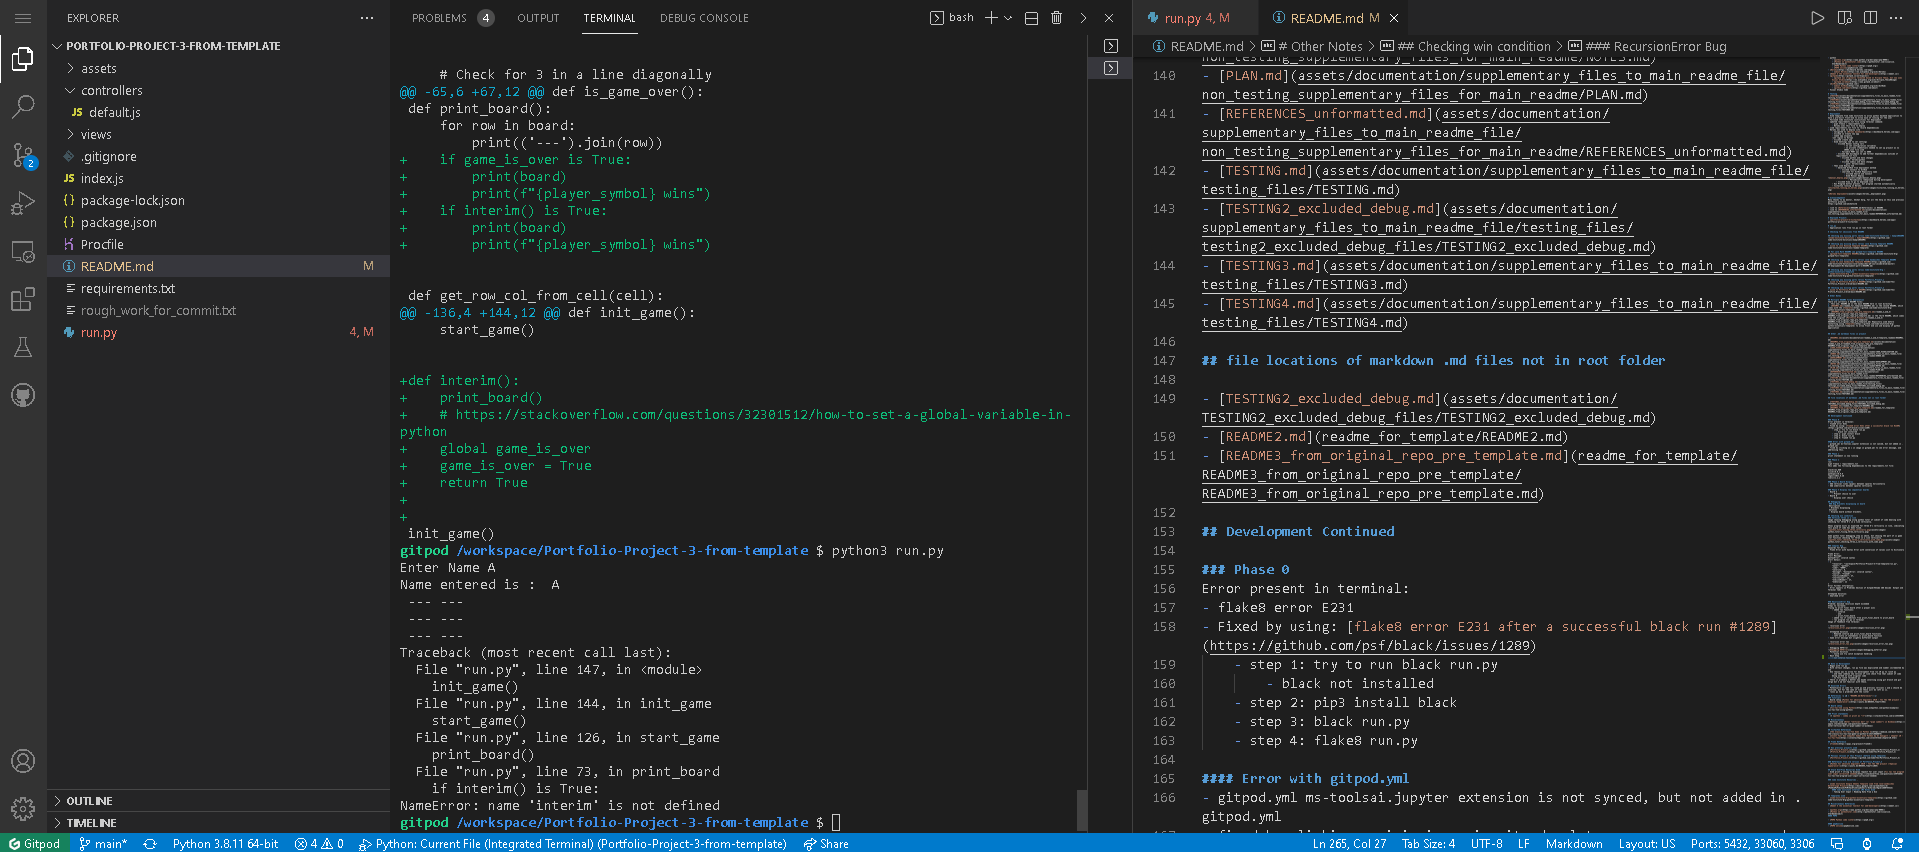 EXPLORER
PORTFOLIO-PROJECT-3-FROM-TEMPLATE
assets
controllers
JS default.js
views
.gitignore
JS index.js
{} package-lock.json
{} package.json
Procfile
README.md M
requirements.txt
rough_work_for_commit.txt
run.py 4, M
OUTLINE
TIMELINE
2
PROBLEMS 4 OUTPUT TERMINAL DEBUG CONSOLE
bash
# Check for 3 in a line diagonally
@@ -65,6 +67,12 @@ def is_game_over():
def print_board():
for row in board:
print(('---').join(row))
+ if game_is_over is True:
+ print(board)
+ print(f"{player_symbol} wins")
+ if interim() is True:
+ print(board)
+ print(f"{player_symbol} wins")
def get_row_col_from_cell(cell):
@@ -136,4 +144,12 @@ def init_game():
start_game()
+def interim():
+ print_board()
+ # https://stackoverflow.com/questions/32301512/how-to-set-a-global-variable-in-
python
+ global game_is_over
+ game_is_over = True
+ return True
+
+
init_game()
gitpod /workspace/Portfolio-Project-3-from-template $ python3 run.py
Enter Name A
Name entered is :  A
--- ---
--- ---
--- ---
Traceback (most recent call last):
File "run.py", line 147, in <module>
init_game()
File "run.py", line 144, in init_game
start_game()
File "run.py", line 126, in start_game
print_board()
File "run.py", line 73, in print_board
if interim() is True:
NameError: name 'interim' is not defined
gitpod /workspace/Portfolio-Project-3-from-template $
run.py 4, M README.md M
README.md > # Other Notes > ## Checking win condition > ### RecursionError Bug
non_testing_supplementary_files_for_main_readme/NOTES.md)
140 - [PLAN.md](assets/documentation/supplementary_files_to_main_readme_file/
non_testing_supplementary_files_for_main_readme/PLAN.md)
141 - [REFERENCES_unformatted.md](assets/documentation/
supplementary_files_to_main_readme_file/
non_testing_supplementary_files_for_main_readme/REFERENCES_unformatted.md)
142 - [TESTING.md](assets/documentation/supplementary_files_to_main_readme_file/
testing_files/TESTING.md)
143 - [TESTING2_excluded_debug.md](assets/documentation/
supplementary_files_to_main_readme_file/testing_files/
testing2_excluded_debug_files/TESTING2_excluded_debug.md)
144 - [TESTING3.md](assets/documentation/supplementary_files_to_main_readme_file/
testing_files/TESTING3.md)
145 - [TESTING4.md](assets/documentation/supplementary_files_to_main_readme_file/
testing_files/TESTING4.md)
146
147 ## file locations of markdown .md files not in root folder
148
149 - [TESTING2_excluded_debug.md](assets/documentation/
TESTING2_excluded_debug_files/TESTING2_excluded_debug.md)
150 - [README2.md](readme_for_template/README2.md)
151 - [README3_from_original_repo_pre_template.md](readme_for_template/
README3_from_original_repo_pre_template/
README3_from_original_repo_pre_template.md)
152
153 ## Development Continued
154
155 ### Phase 0
156 Error present in terminal:
157 - flake8 error E231
158 - Fixed by using: [flake8 error E231 after a successful black run #1289]
(https://github.com/psf/black/issues/1289)
159 - step 1: try to run black run.py
160 - black not installed
161 - step 2: pip3 install black
162 - step 3: black run.py
163 - step 4: flake8 run.py
164
165 #### Error with gitpod.yml
166 - gitpod.yml ms-toolsai.jupyter extension is not synced, but not added in .
gitpod.yml
Gitpod main* Python 3.8.11 64-bit 4 0 Python: Current File (Integrated Terminal) (Portfolio-Project-3-from-template) Share Ln 265, Col 27 Tab Size: 4 UTF-8 LF Markdown Layout: US Ports: 5432, 33060, 3306